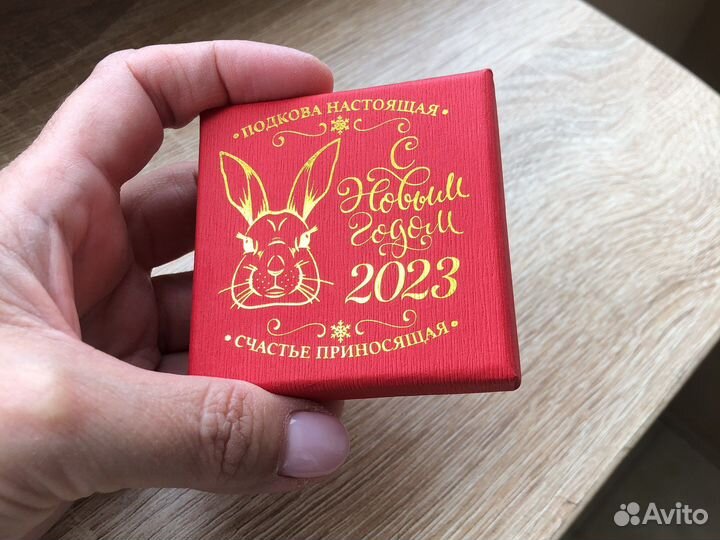 • ПОДКОВА НАСТОЯЩАЯ •
С
Новым
годом
2023
• СЧАСТЬЕ ПРИНОСЯЩАЯ •
Avito